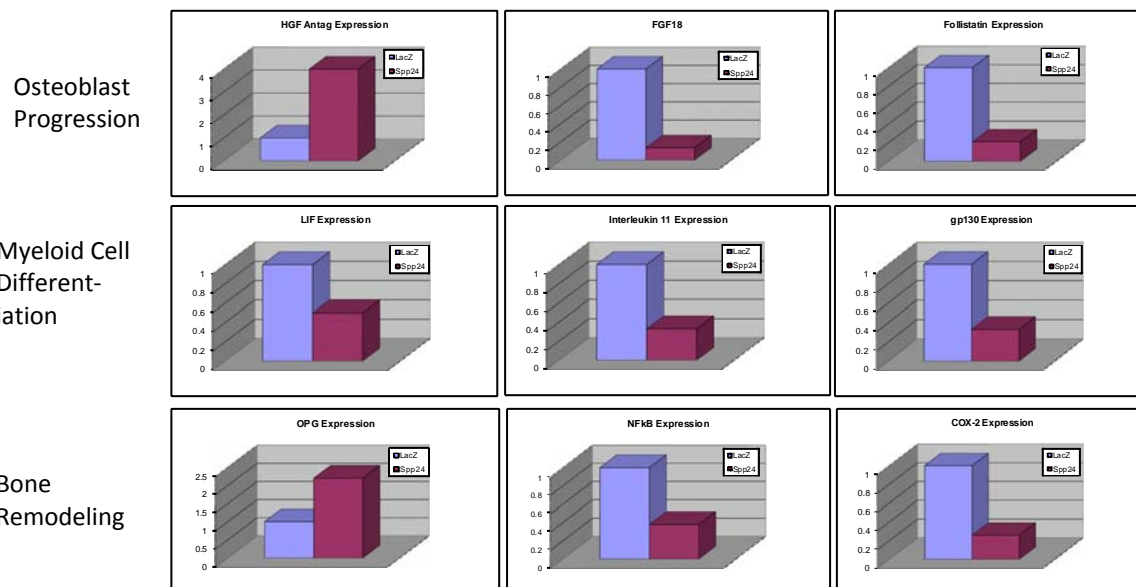 HGF Antag Expression
4
3
2
1
0
LacZ
Spp24
FGF18
1
0.8
0.6
0.4
0.2
0
LacZ
Spp24
Follistatin Expression
1
0.8
0.6
0.4
0.2
0
LacZ
Spp24
Osteoblast
Progression
LIF Expression
1
0.8
0.6
0.4
0.2
0
LacZ
Spp24
Interleukin 11 Expression
1
0.8
0.6
0.4
0.2
0
LacZ
Spp24
gp130 Expression
1
0.8
0.6
0.4
0.2
0
LacZ
Spp24
Myeloid Cell
Different-
iation
OPG Expression
2.5
2
1.5
1
0.5
0
LacZ
Spp24
NFkB Expression
1
0.8
0.6
0.4
0.2
0
LacZ
Spp24
COX-2 Expression
1
0.8
0.6
0.4
0.2
0
LacZ
Spp24
Bone
Remodeling